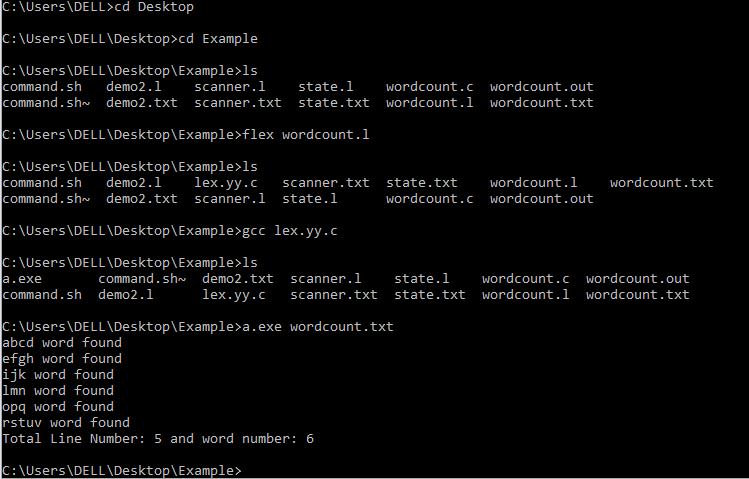 C:\Users\DELL>cd Desktop
C:\Users\DELL\Desktop>cd Example
C:\Users\DELL\Desktop\Example>ls
command.sh   demo2.l    scanner.l    state.l    wordcount.c  wordcount.out
command.sh~  demo2.txt  scanner.txt  state.txt  wordcount.l  wordcount.txt
C:\Users\DELL\Desktop\Example>flex wordcount.l
C:\Users\DELL\Desktop\Example>ls
command.sh   demo2.l    lex.yy.c   scanner.txt  state.txt    wordcount.l    wordcount.txt
command.sh~  demo2.txt  scanner.l  state.l      wordcount.c  wordcount.out
C:\Users\DELL\Desktop\Example>gcc lex.yy.c
C:\Users\DELL\Desktop\Example>ls
a.exe       command.sh~  demo2.txt  scanner.l    state.l    wordcount.c  wordcount.out
command.sh  demo2.l      lex.yy.c   scanner.txt  state.txt  wordcount.l  wordcount.txt
C:\Users\DELL\Desktop\Example>a.exe wordcount.txt
abcd word found
efgh word found
ijk word found
lmn word found
opq word found
rstuv word found
Total Line Number: 5 and word number: 6
C:\Users\DELL\Desktop\Example>